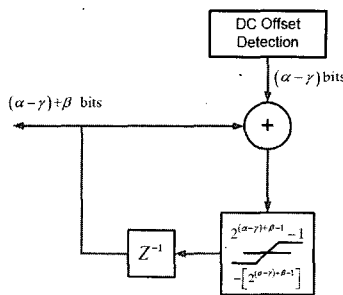 DC Offset
Detection
(α−γ) bits
(α−γ)+β bits
+
2^{(α−γ)+β−1} −1
Z^{-1}
−[2^{(α−γ)+β−1}]